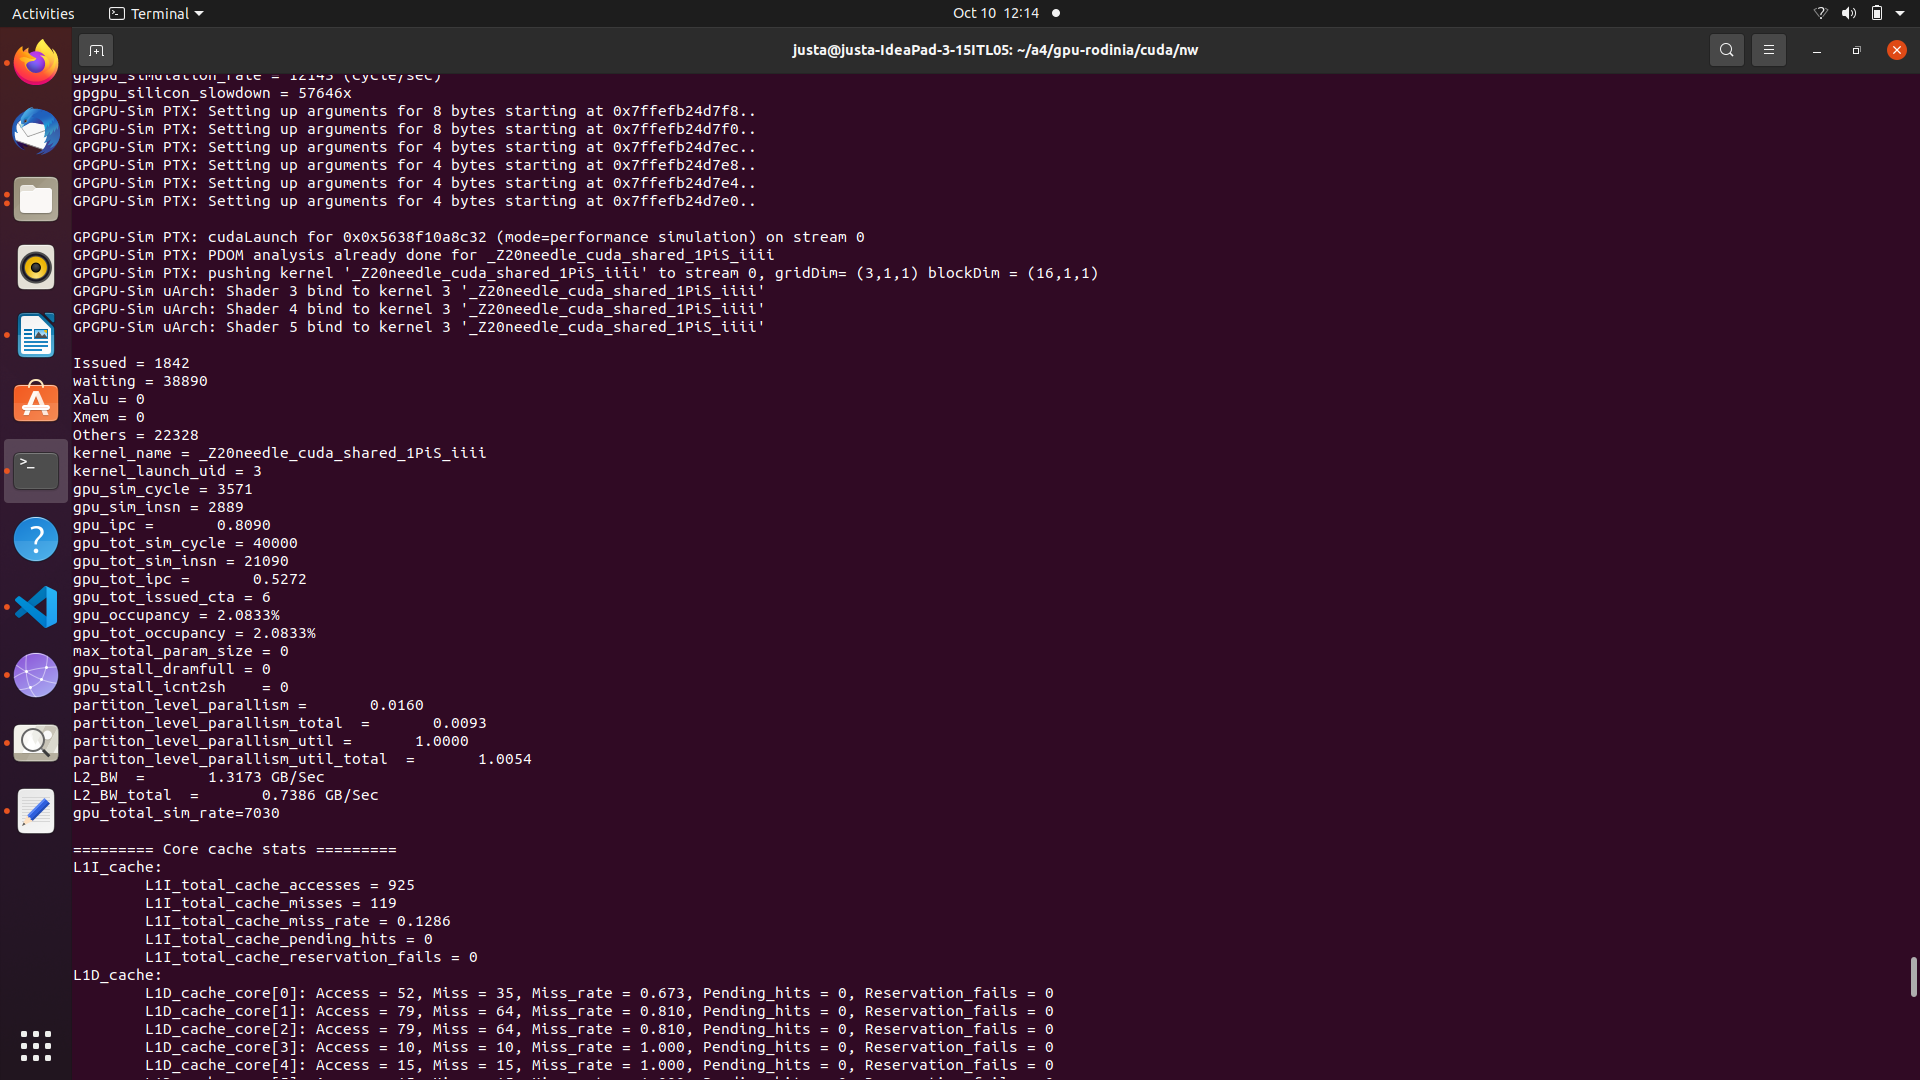 Activities
Terminal
Oct 10 12:14
justa@justa-IdeaPad-3-15ITL05: ~/a4/gpu-rodinia/cuda/nw
gpgpu_simulation_rate = 12143 (cycle/sec)
gpgpu_silicon_slowdown = 57646x
GPGPU-Sim PTX: Setting up arguments for 8 bytes starting at 0x7ffefb24d7f8..
GPGPU-Sim PTX: Setting up arguments for 8 bytes starting at 0x7ffefb24d7f0..
GPGPU-Sim PTX: Setting up arguments for 4 bytes starting at 0x7ffefb24d7ec..
GPGPU-Sim PTX: Setting up arguments for 4 bytes starting at 0x7ffefb24d7e8..
GPGPU-Sim PTX: Setting up arguments for 4 bytes starting at 0x7ffefb24d7e4..
GPGPU-Sim PTX: Setting up arguments for 4 bytes starting at 0x7ffefb24d7e0..
GPGPU-Sim PTX: cudaLaunch for 0x0x5638f10a8c32 (mode=performance simulation) on stream 0
GPGPU-Sim PTX: PDOM analysis already done for _Z20needle_cuda_shared_1PiS_iiii
GPGPU-Sim PTX: pushing kernel '_Z20needle_cuda_shared_1PiS_iiii' to stream 0, gridDim= (3,1,1) blockDim = (16,1,1)
GPGPU-Sim uArch: Shader 3 bind to kernel 3 '_Z20needle_cuda_shared_1PiS_iiii'
GPGPU-Sim uArch: Shader 4 bind to kernel 3 '_Z20needle_cuda_shared_1PiS_iiii'
GPGPU-Sim uArch: Shader 5 bind to kernel 3 '_Z20needle_cuda_shared_1PiS_iiii'
Issued = 1842
waiting = 38890
Xalu = 0
Xmem = 0
Others = 22328
kernel_name = _Z20needle_cuda_shared_1PiS_iiii
kernel_launch_uid = 3
gpu_sim_cycle = 3571
gpu_sim_insn = 2889
gpu_ipc =       0.8090
gpu_tot_sim_cycle = 40000
gpu_tot_sim_insn = 21090
gpu_tot_ipc =       0.5272
gpu_tot_issued_cta = 6
gpu_occupancy = 2.0833%
gpu_tot_occupancy = 2.0833%
max_total_param_size = 0
gpu_stall_dramfull = 0
gpu_stall_icnt2sh    = 0
partiton_level_parallism =       0.0160
partiton_level_parallism_total  =       0.0093
partiton_level_parallism_util =       1.0000
partiton_level_parallism_util_total  =       1.0054
L2_BW  =       1.3173 GB/Sec
L2_BW_total  =       0.7386 GB/Sec
gpu_total_sim_rate=7030
========= Core cache stats =========
L1I_cache:
L1I_total_cache_accesses = 925
L1I_total_cache_misses = 119
L1I_total_cache_miss_rate = 0.1286
L1I_total_cache_pending_hits = 0
L1I_total_cache_reservation_fails = 0
L1D_cache:
L1D_cache_core[0]: Access = 52, Miss = 35, Miss_rate = 0.673, Pending_hits = 0, Reservation_fails = 0
L1D_cache_core[1]: Access = 79, Miss = 64, Miss_rate = 0.810, Pending_hits = 0, Reservation_fails = 0
L1D_cache_core[2]: Access = 79, Miss = 64, Miss_rate = 0.810, Pending_hits = 0, Reservation_fails = 0
L1D_cache_core[3]: Access = 10, Miss = 10, Miss_rate = 1.000, Pending_hits = 0, Reservation_fails = 0
L1D_cache_core[4]: Access = 15, Miss = 15, Miss_rate = 1.000, Pending_hits = 0, Reservation_fails = 0